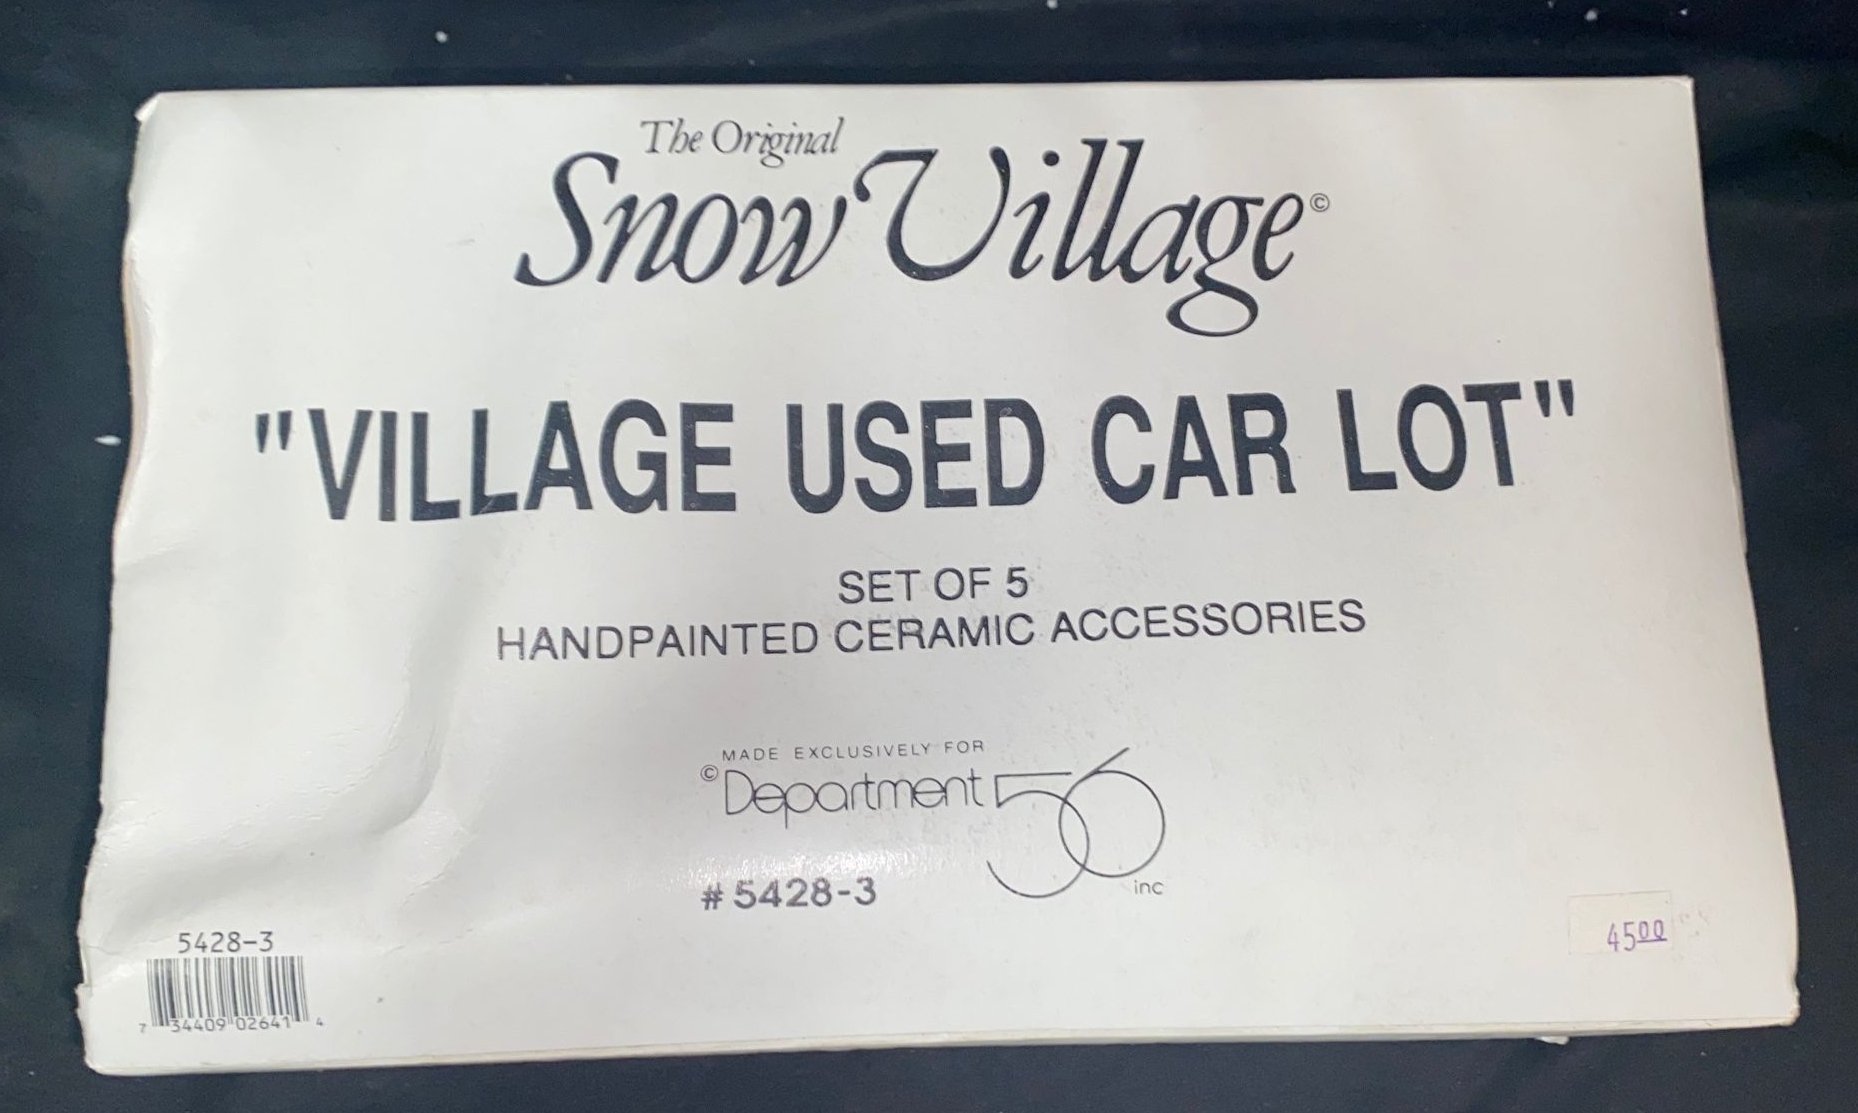 The Original
Snow Village©
"VILLAGE USED CAR LOT"
SET OF 5
HANDPAINTED CERAMIC ACCESSORIES
MADE EXCLUSIVELY FOR
©Department 56
inc
# 5428-3
5428-3
7 34409 02641 4
4500